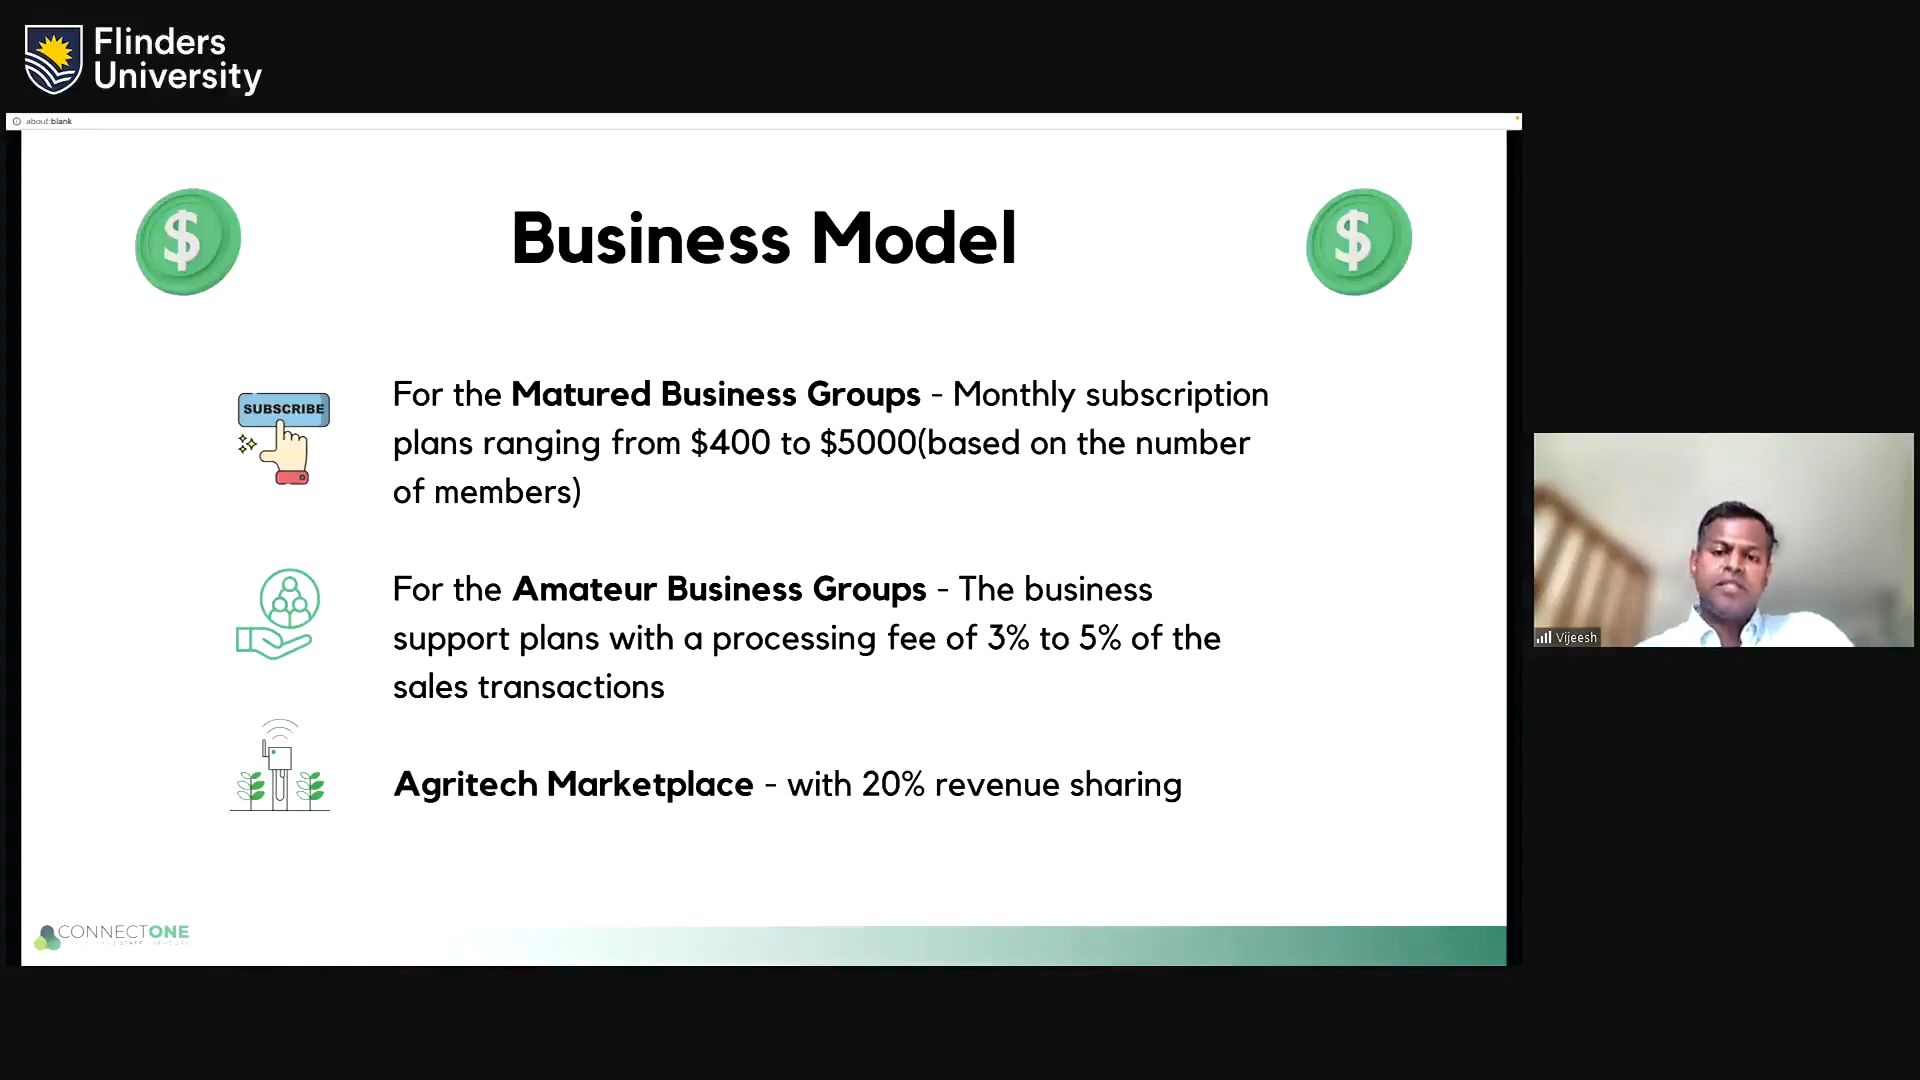 Flinders
University
about:blank
Business Model
SUBSCRIBE
For the Matured Business Groups - Monthly subscription
plans ranging from $400 to $5000(based on the number
of members)
For the Amateur Business Groups - The business
support plans with a processing fee of 3% to 5% of the
sales transactions
Agritech Marketplace - with 20% revenue sharing
CONNECTONE
Vijeesh